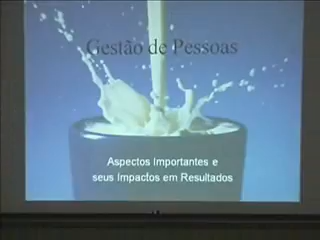 Gestão de Pessoas
Aspectos Importantes e
seus Impactos em Resultados